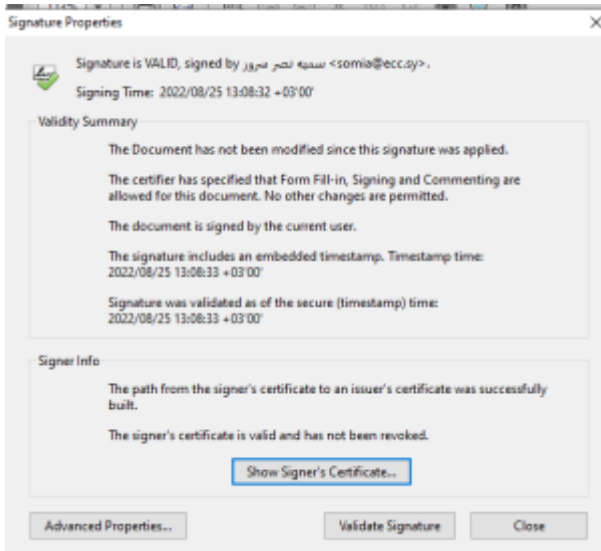 Signature Properties
Signature is VALID, signed by سميه نصر سرور <somia@ecc.sy>.
Signing Time: 2022/08/25 13:08:32 +03'00'
Validity Summary
The Document has not been modified since this signature was applied.
The certifier has specified that Form Fill-in, Signing and Commenting are
allowed for this document. No other changes are permitted.
The document is signed by the current user.
The signature includes an embedded timestamp. Timestamp time:
2022/08/25 13:08:33 +03'00'
Signature was validated as of the secure (timestamp) time:
2022/08/25 13:08:33 +03'00'
Signer Info
The path from the signer's certificate to an issuer's certificate was successfully
built.
The signer's certificate is valid and has not been revoked.
Show Signer's Certificate...
Advanced Properties...
Validate Signature
Close